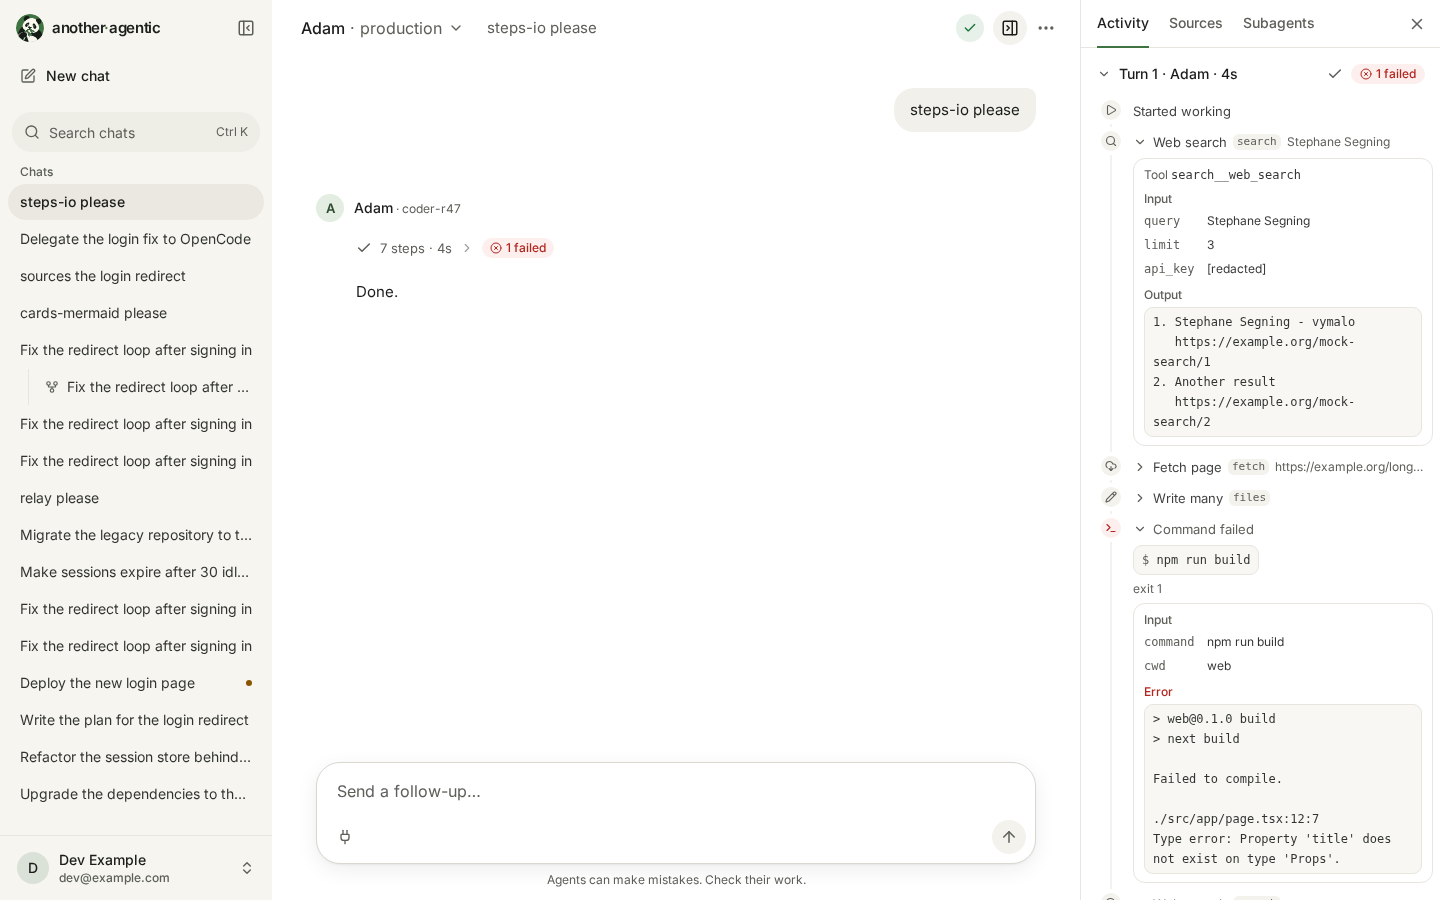 another·agentic
New chat
Search chats Ctrl K
Chats
steps-io please
Delegate the login fix to OpenCode
sources the login redirect
cards-mermaid please
Fix the redirect loop after signing in
Fix the redirect loop after ...
Fix the redirect loop after signing in
Fix the redirect loop after signing in
relay please
Migrate the legacy repository to t...
Make sessions expire after 30 idl...
Fix the redirect loop after signing in
Fix the redirect loop after signing in
Deploy the new login page
Write the plan for the login redirect
Refactor the session store behind...
Upgrade the dependencies to th...
D
Dev Example
dev@example.com
Adam · production steps-io please
steps-io please
A
Adam · coder-r47
7 steps · 4s 1 failed
Done.
Send a follow-up...
Agents can make mistakes. Check their work.
Activity Sources Subagents
Turn 1 · Adam · 4s 1 failed
Started working
Web search search Stephane Segning
Tool search__web_search
Input
query Stephane Segning
limit 3
api_key [redacted]
Output
1. Stephane Segning - vymalo
https://example.org/mock-
search/1
2. Another result
https://example.org/mock-
search/2
Fetch page fetch https://example.org/long...
Write many files
Command failed
$ npm run build
exit 1
Input
command npm run build
cwd web
Error
> web@0.1.0 build
> next build
Failed to compile.
./src/app/page.tsx:12:7
Type error: Property 'title' does
not exist on type 'Props'.